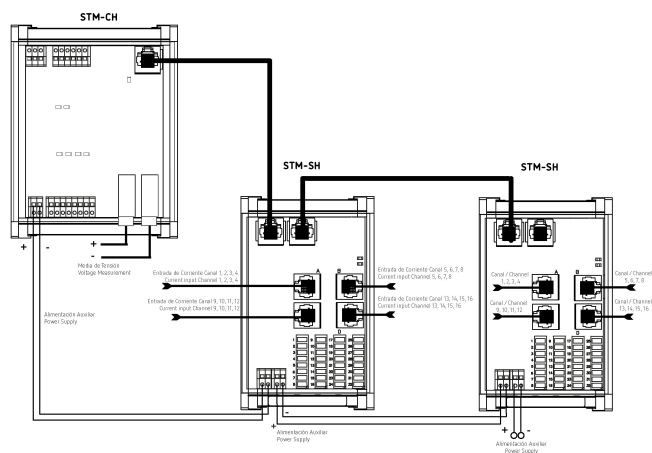 STM-CH
STM-SH
STM-SH
+ -
+
-
Medida de Tensión
Voltage Measurement
Alimentación Auxiliar
Power Supply
A
B
D
Entrada de Corriente Canal 1, 2, 3, 4
Current input Channel 1, 2, 3, 4
Entrada de Corriente Canal 5, 6, 7, 8
Current input Channel 5, 6, 7, 8
Entrada de Corriente Canal 9, 10, 11, 12
Current input Channel 9, 10, 11, 12
Entrada de Corriente Canal 13, 14, 15, 16
Current input Channel 13, 14, 15, 16
+
-
Alimentación Auxiliar
Power Supply
A
B
D
Canal / Channel
1, 2, 3, 4
Canal / Channel
5, 6, 7, 8
Canal / Channel
9, 10, 11, 12
Canal / Channel
13, 14, 15, 16
+ -
Alimentación Auxiliar
Power Supply